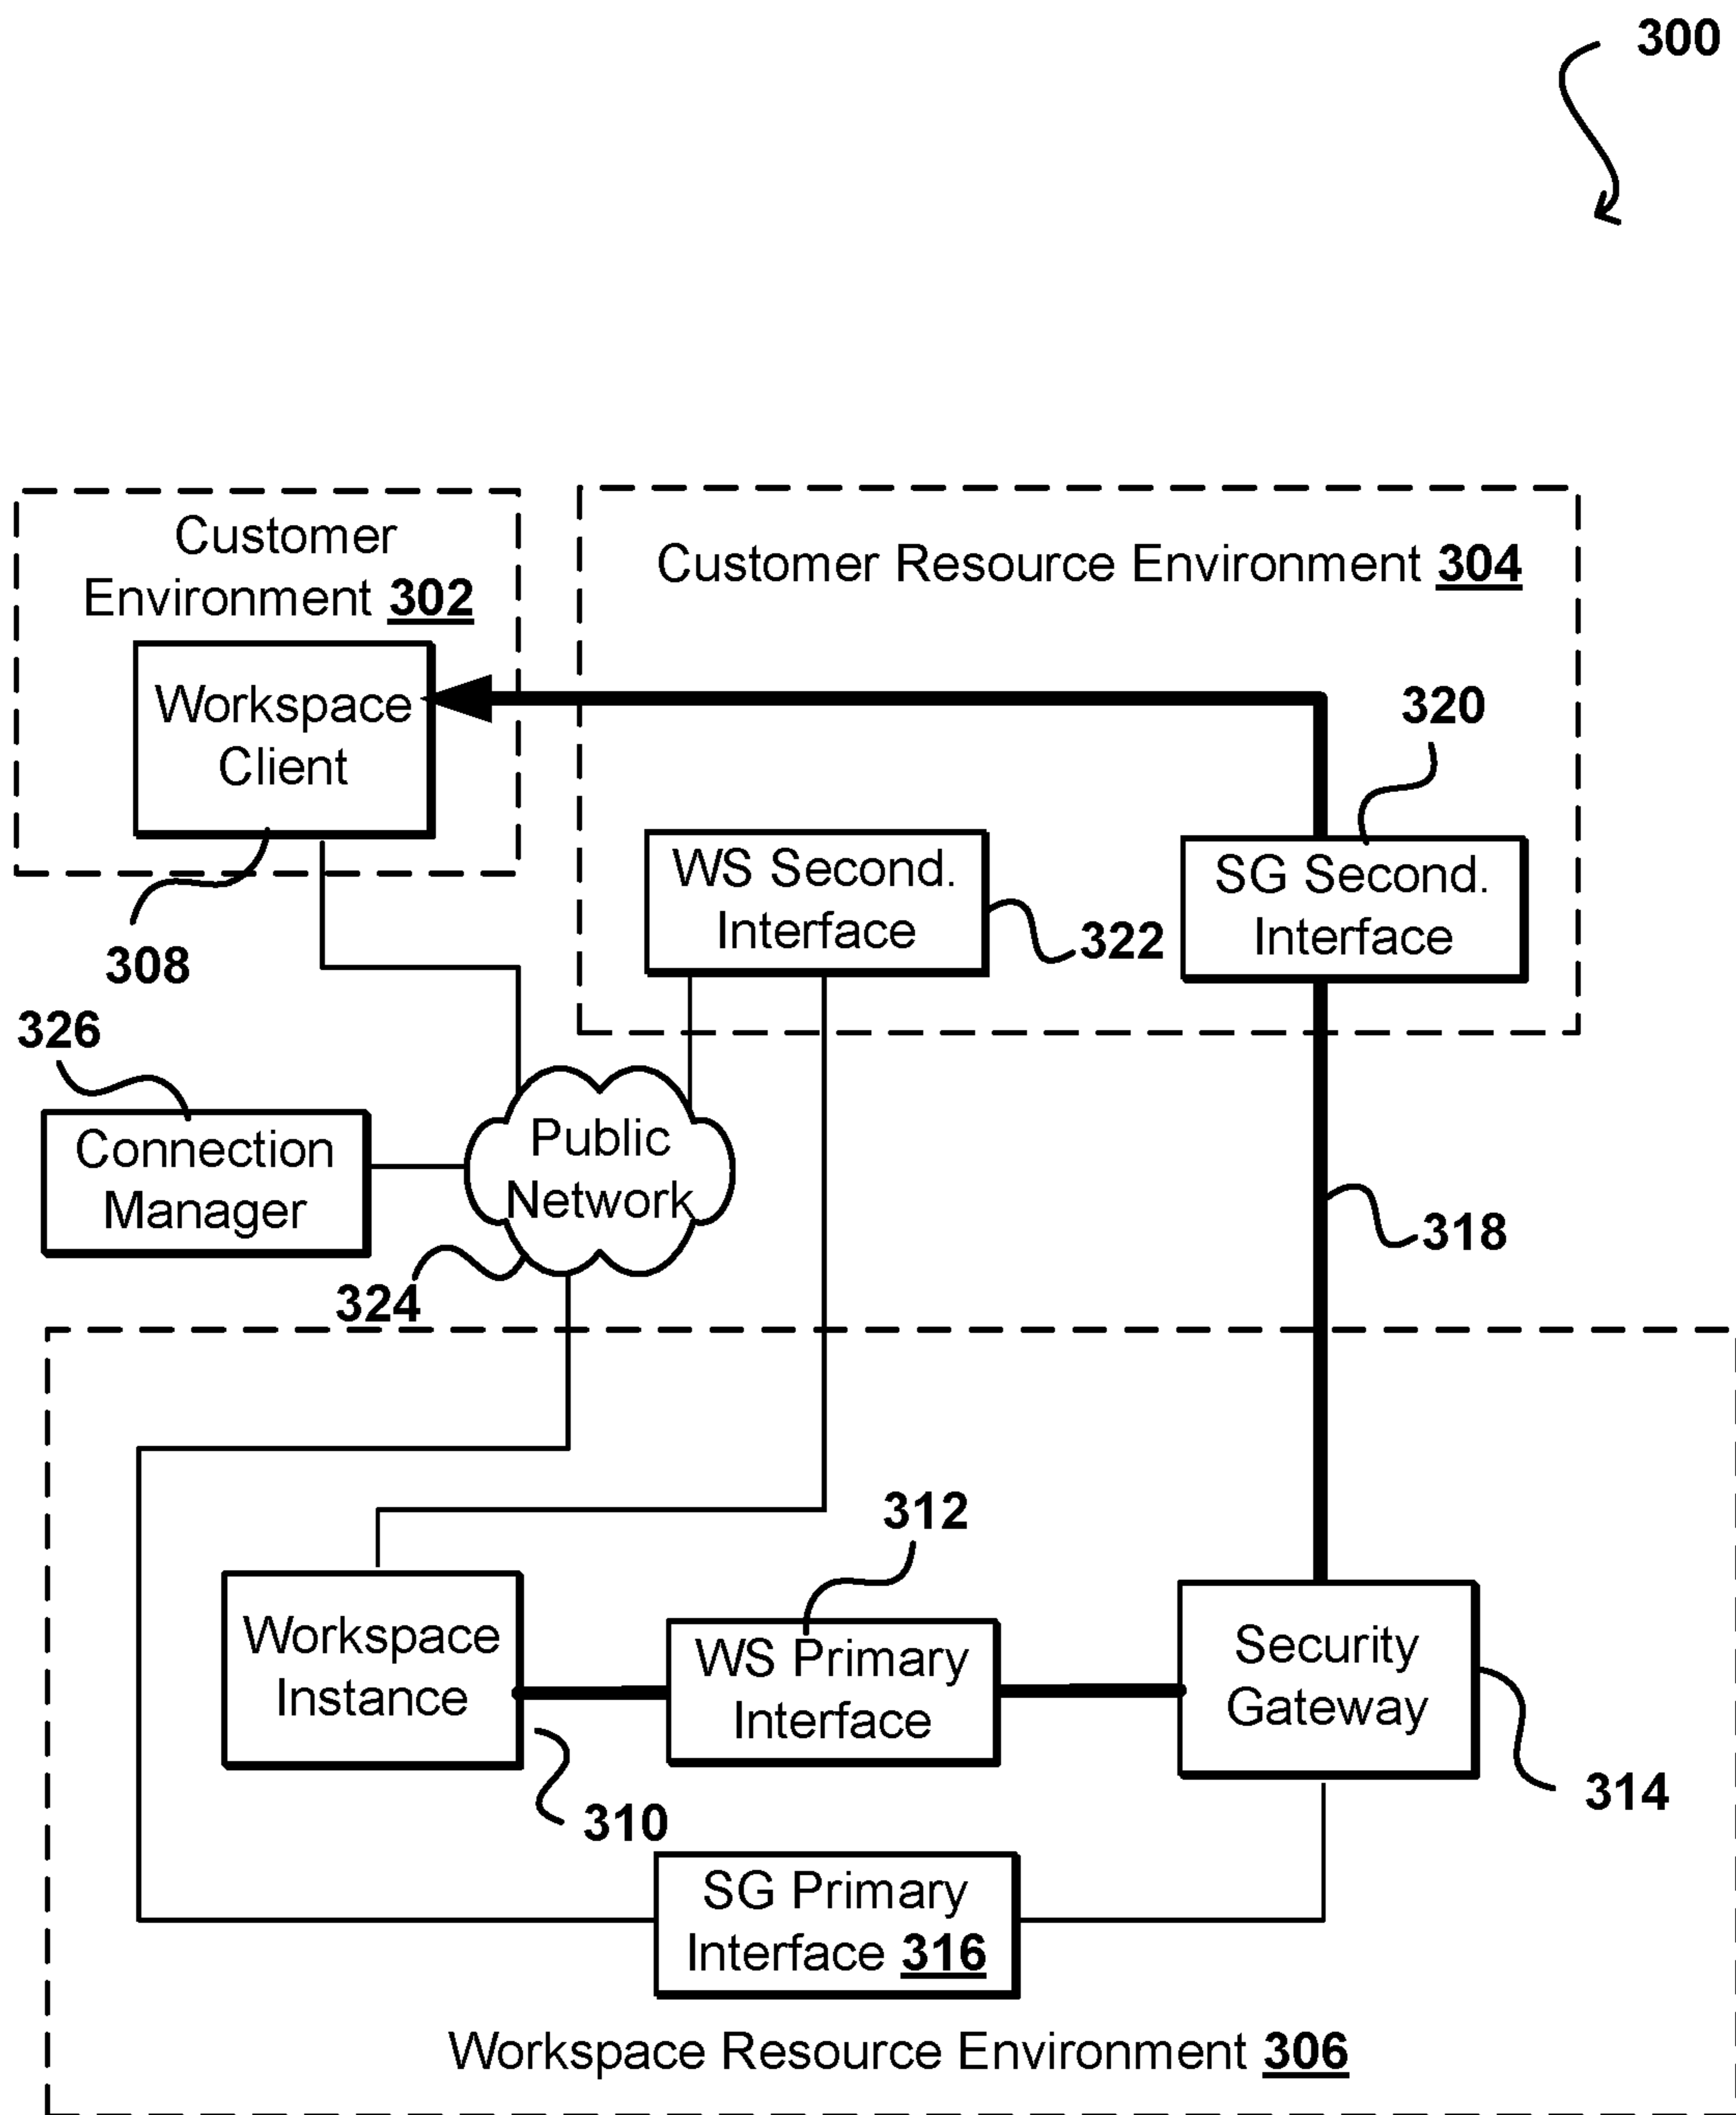 300
Customer
Environment 302
Customer Resource Environment 304
Workspace
Client
320
WS Second.
Interface
SG Second.
Interface
322
308
326
Connection
Manager
Public
Network
318
324
312
Workspace
Instance
WS Primary
Interface
Security
Gateway
310
314
SG Primary
Interface 316
Workspace Resource Environment 306